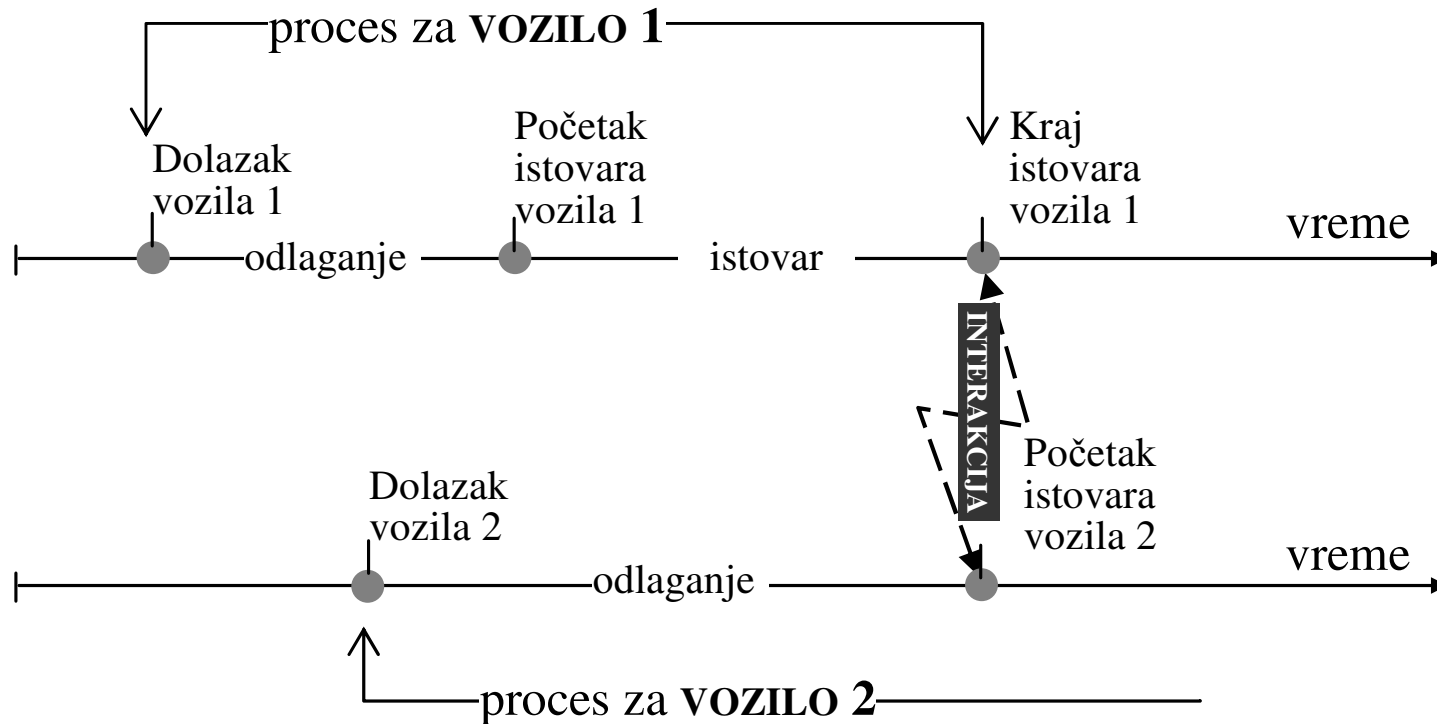 proces za VOZILO 1
Dolazak
vozila 1
Početak
istovara
vozila 1
Kraj
istovara
vozila 1
vreme
odlaganje
istovar
INTERAKCIJA
Dolazak
vozila 2
Početak
istovara
vozila 2
vreme
odlaganje
proces za VOZILO 2